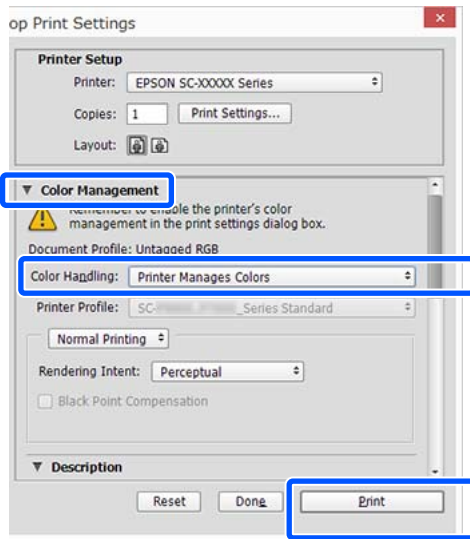 op Print Settings
Printer Setup
Printer: EPSON SC-XXXXX Series
Copies: 1 Print Settings...
Layout:
Color Management
Remember to enable the printer's color
management in the print settings dialog box.
Document Profile: Untagged RGB
Color Handling: Printer Manages Colors
Printer Profile: SC- _Series Standard
Normal Printing
Rendering Intent: Perceptual
Black Point Compensation
Description
Reset Done Print